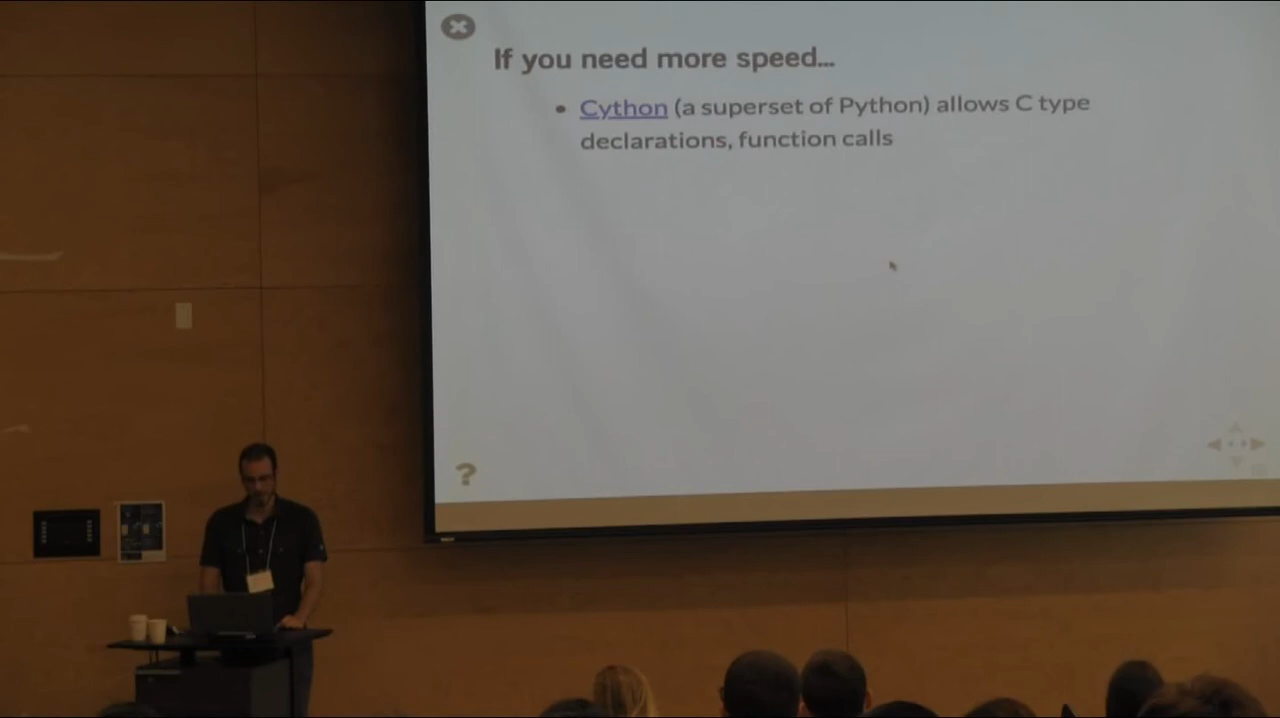 If you need more speed...
• Cython (a superset of Python) allows C type
declarations, function calls
?